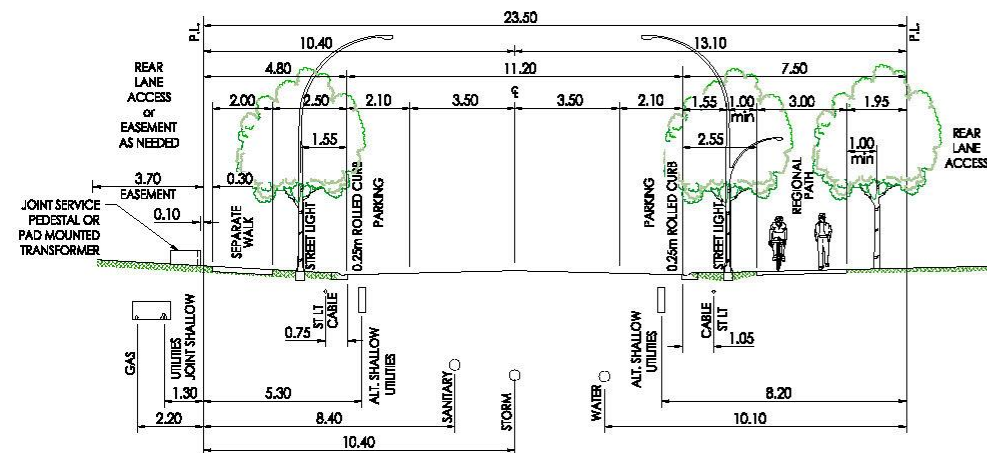 23.50
P.L.
P.L.
10.40
13.10
REAR
LANE
ACCESS
or
EASEMENT
AS NEEDED
4.80
11.20
7.50
2.00
2.50
2.10
3.50
℄
3.50
2.10
1.55
1.00
min
3.00
1.95
1.55
2.55
1.00
min
REAR
LANE
ACCESS
3.70
EASEMENT
0.30
JOINT SERVICE
PEDESTAL OR
PAD MOUNTED
TRANSFORMER
0.10
SEPARATE
WALK
STREET LIGHT
0.25m ROLLED CURB
PARKING
PARKING
0.25m ROLLED CURB
STREET LIGHT
REGIONAL
PATH
GAS
UTILITIES
JOINT SHALLOW
0.75
ST LT
CABLE
ALT. SHALLOW
UTILITIES
SANITARY
STORM
WATER
ALT. SHALLOW
UTILITIES
CABLE
ST LT
1.05
1.30
5.30
8.20
2.20
8.40
10.10
10.40